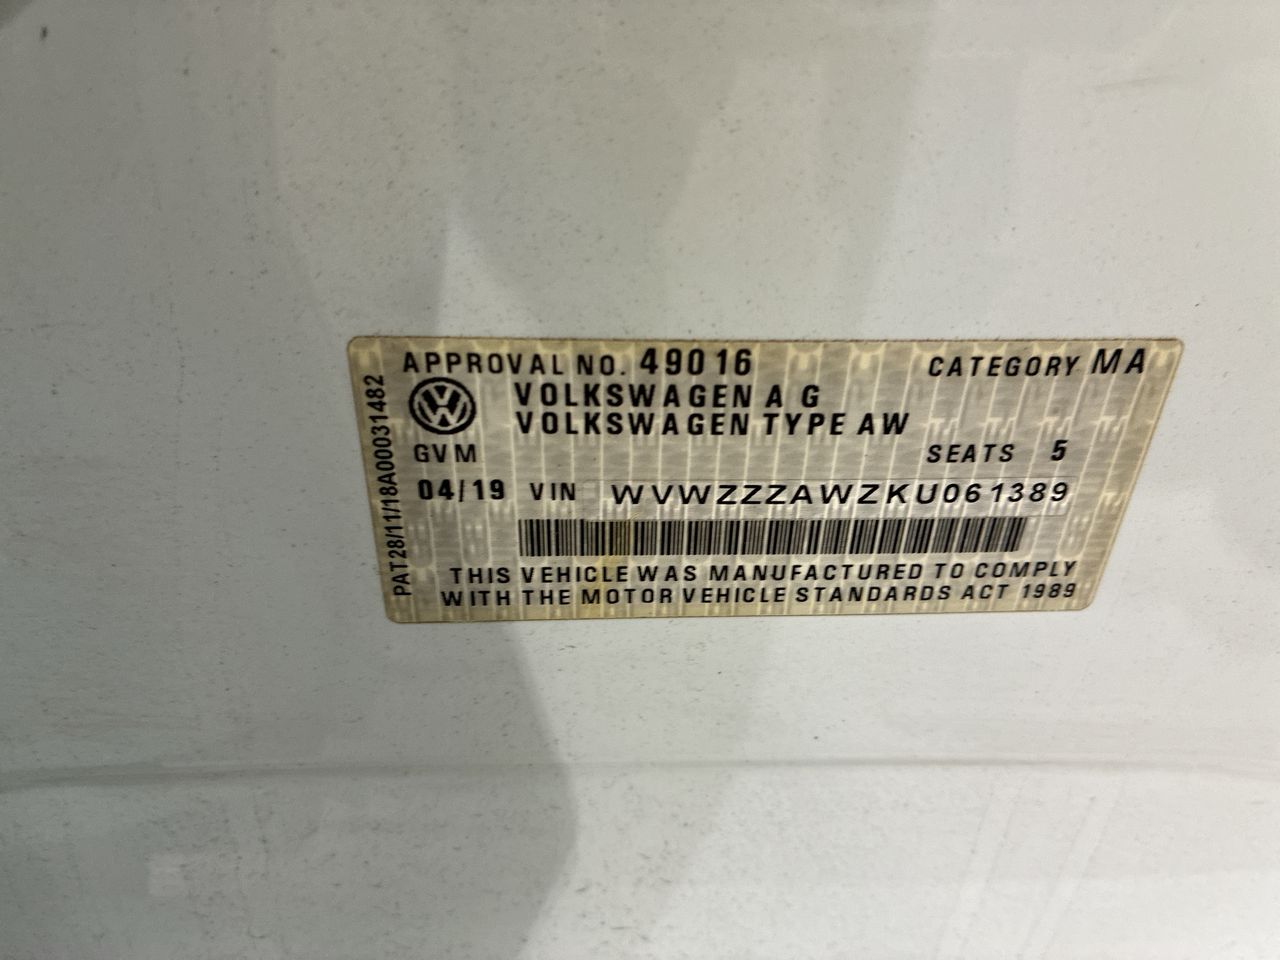 APPROVAL NO. 49016 CATEGORY MA
VOLKSWAGEN A G
VOLKSWAGEN TYPE AW
GVM SEATS 5
04/19 VIN WVWZZZAWZKU061389
THIS VEHICLE WAS MANUFACTURED TO COMPLY
WITH THE MOTOR VEHICLE STANDARDS ACT 1989
PAT28/11/18A00031482